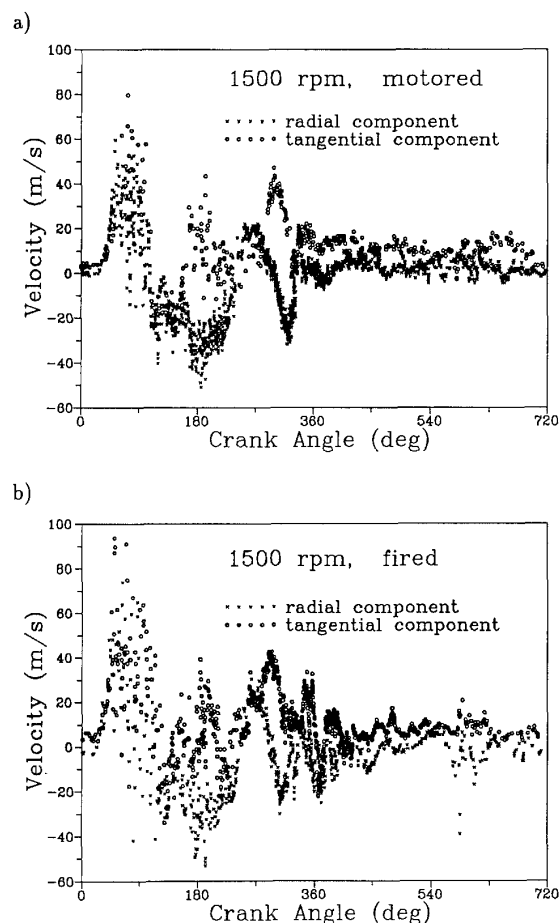 a)
100
80
60
40
20
0
-20
-40
-60
Velocity (m/s)
1500 rpm, motored
radial component
tangential component
0 180 360 540 720
Crank Angle (deg)
b)
100
80
60
40
20
0
-20
-40
-60
Velocity (m/s)
1500 rpm, fired
radial component
tangential component
0 180 360 540 720
Crank Angle (deg)